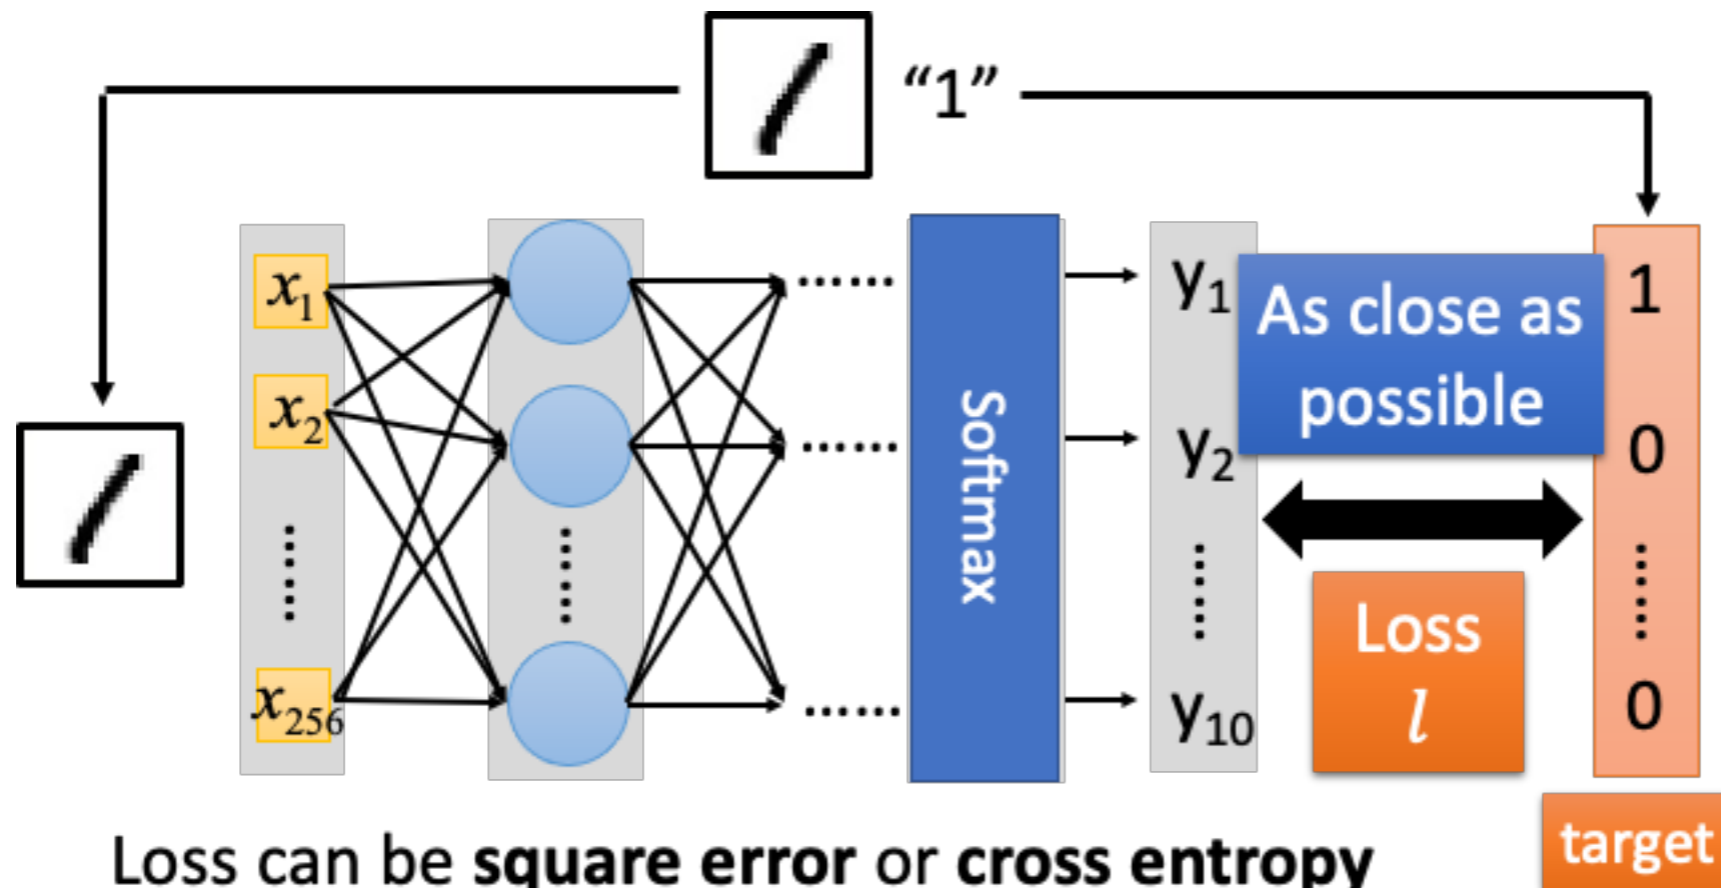 “1”
x1
x2
x256
Softmax
y1
y2
y10
As close as
possible
Loss
l
1
0
0
target
Loss can be square error or cross entropy